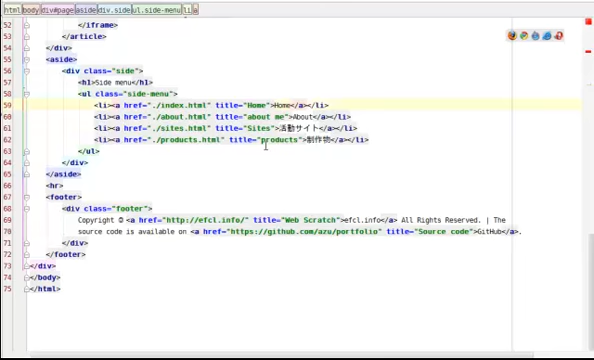 html body div#page aside div.side ul.side-menu li a
52 </iframe>
53 </article>
54 </div>
55 <aside>
56 <div class="side">
57 <h1>Side menu</h1>
58 <ul class="side-menu">
59 <li><a href="./index.html" title="Home">Home</a></li>
60 <li><a href="./about.html" title="about me">About</a></li>
61 <li><a href="./sites.html" title="Sites">活動サイト</a></li>
62 <li><a href="./products.html" title="products">制作物</a></li>
63 </ul>
64 </div>
65 </aside>
66 <hr>
67 <footer>
68 <div class="footer">
69 Copyright © <a href="http://efcl.info/" title="Web Scratch">efcl.info</a> All Rights Reserved. | The
70 source code is available on <a href="https://github.com/azu/portfolio" title="Source code">GitHub</a>.
71 </div>
72 </footer>
73 </div>
74 </body>
75 </html>